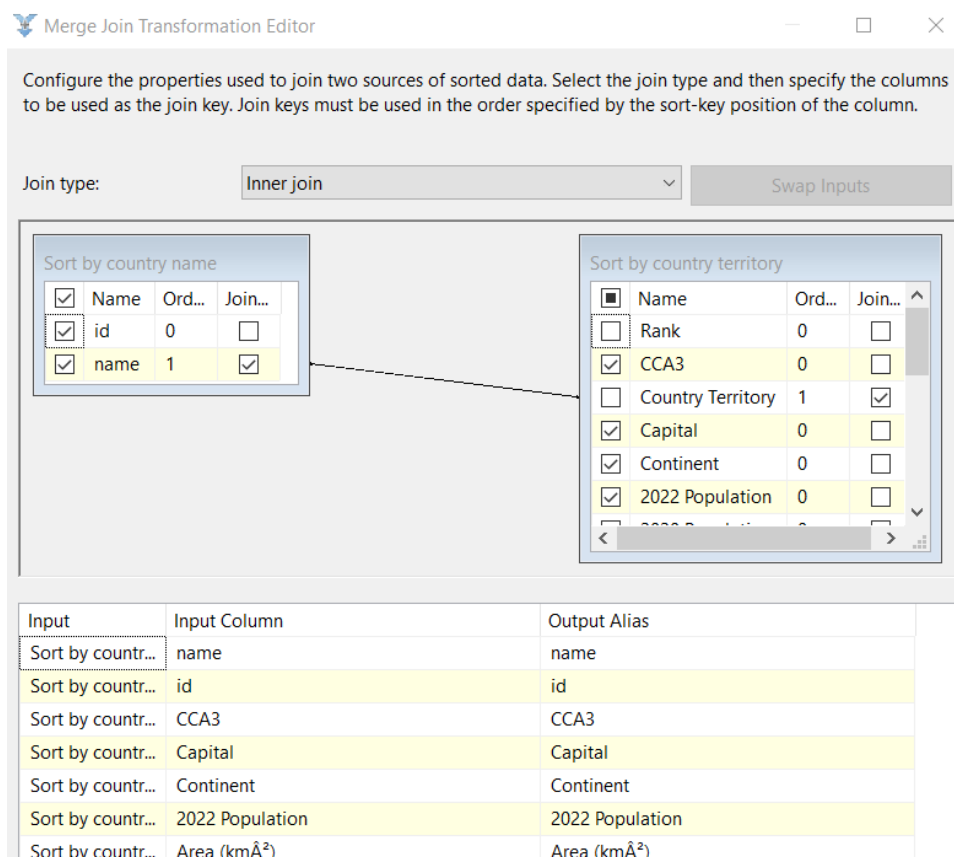 Merge Join Transformation Editor
Configure the properties used to join two sources of sorted data. Select the join type and then specify the columns
to be used as the join key. Join keys must be used in the order specified by the sort-key position of the column.
Join type: Inner join Swap Inputs
Sort by country name
Name Ord... Join...
id 0
name 1
Sort by country territory
Name Ord... Join...
Rank 0
CCA3 0
Country Territory 1
Capital 0
Continent 0
2022 Population 0
Input Input Column Output Alias
Sort by countr... name name
Sort by countr... id id
Sort by countr... CCA3 CCA3
Sort by countr... Capital Capital
Sort by countr... Continent Continent
Sort by countr... 2022 Population 2022 Population
Sort by countr... Area (kmÂ²) Area (kmÂ²)